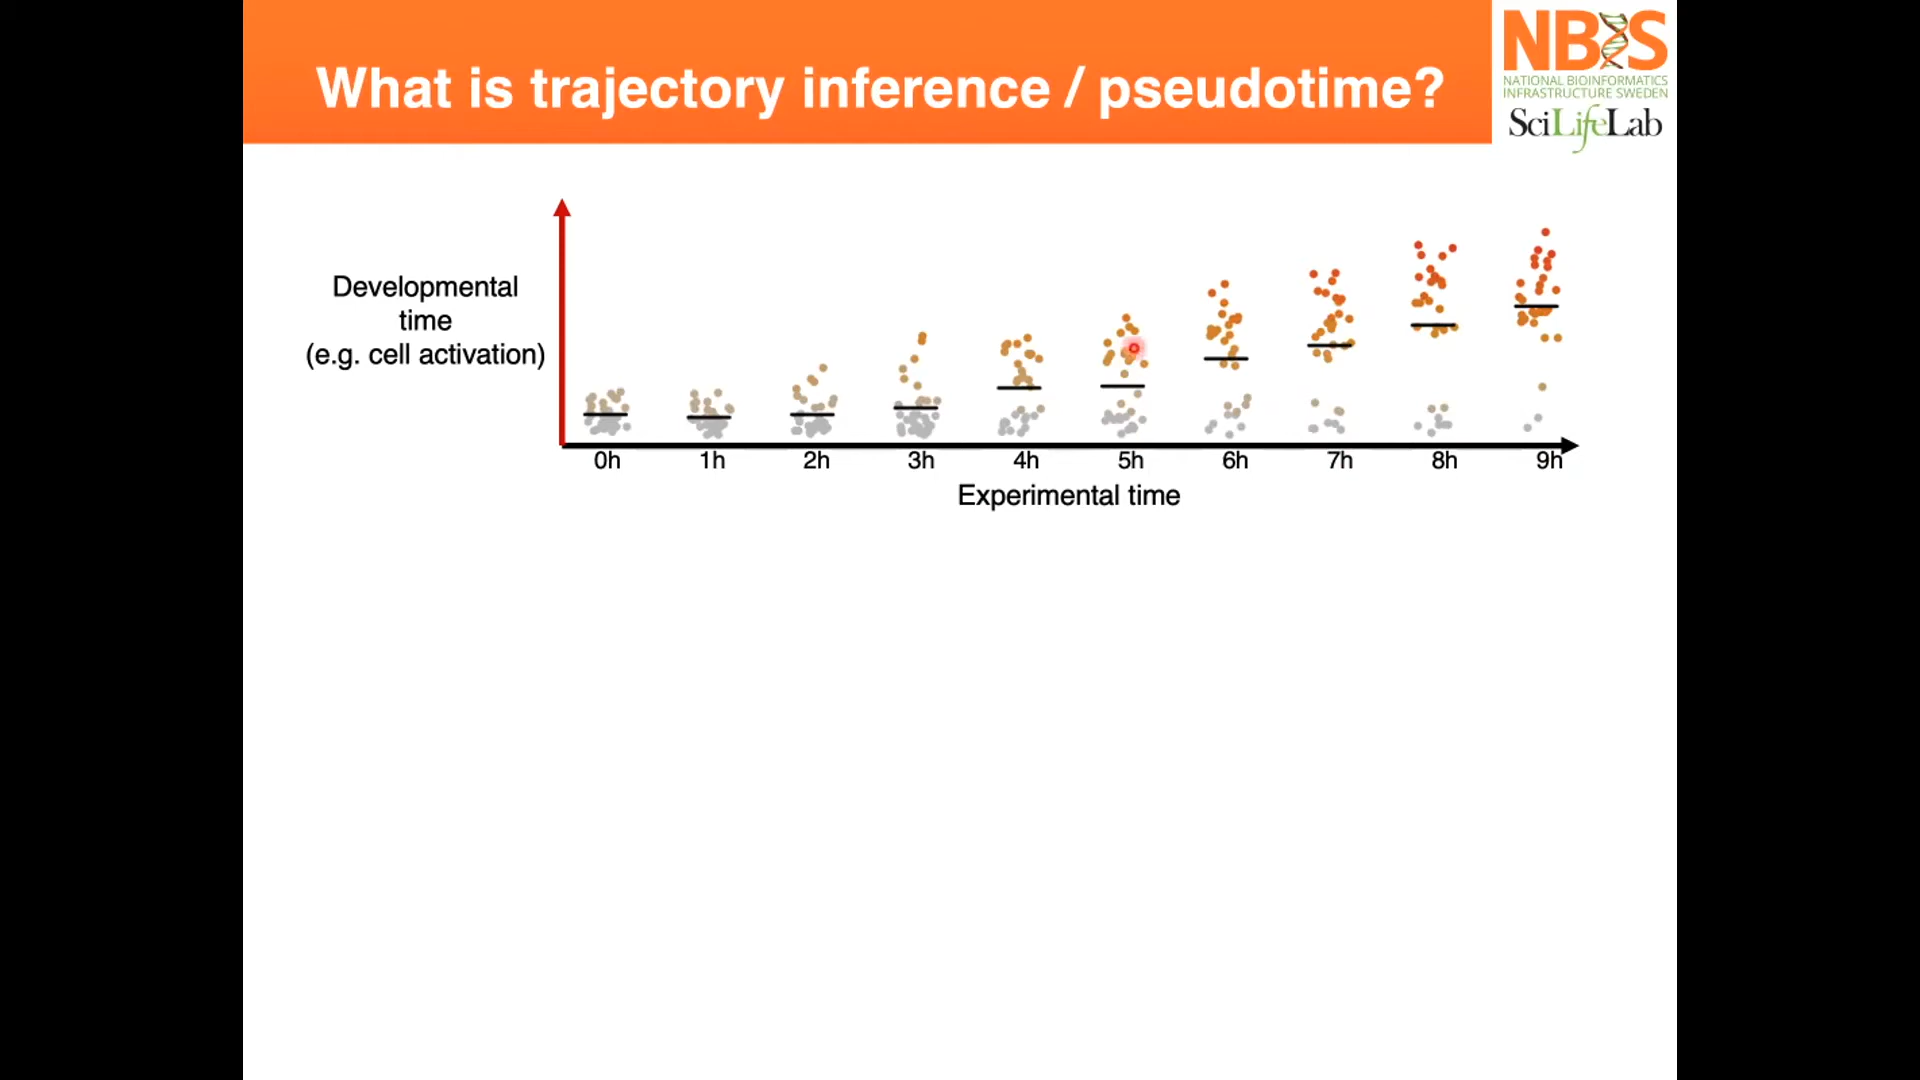 What is trajectory inference / pseudotime?
NBIS
NATIONAL BIOINFORMATICS
INFRASTRUCTURE SWEDEN
SciLifeLab
Developmental
time
(e.g. cell activation)
0h 1h 2h 3h 4h 5h 6h 7h 8h 9h
Experimental time